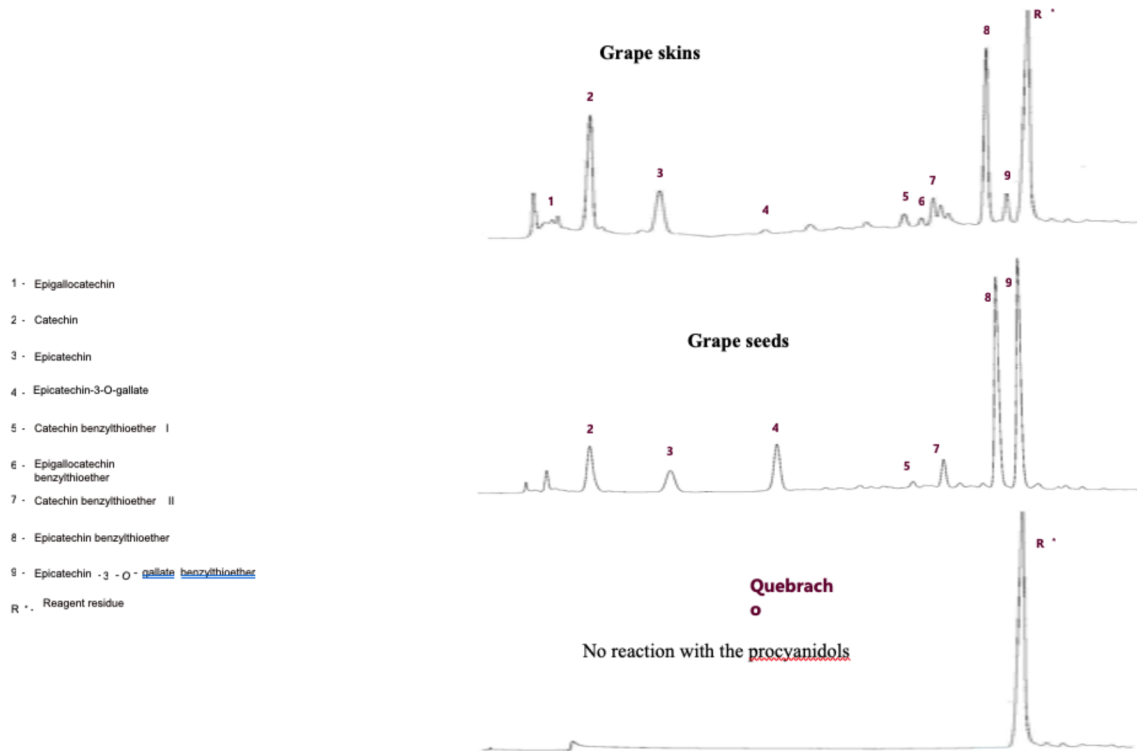 Grape skins
1
2
3
4
5
6
7
8
9
R *
1 - Epigallocatechin
2 - Catechin
3 - Epicatechin
4 - Epicatechin-3-O-gallate
5 - Catechin benzylthioether I
6 - Epigallocatechin
benzylthioether
7 - Catechin benzylthioether II
8 - Epicatechin benzylthioether
9 - Epicatechin -3 -O - gallate benzylthioether
R *- Reagent residue
Grape seeds
2
3
4
5
7
8
9
Quebrach
o
R *
No reaction with the procyanidols